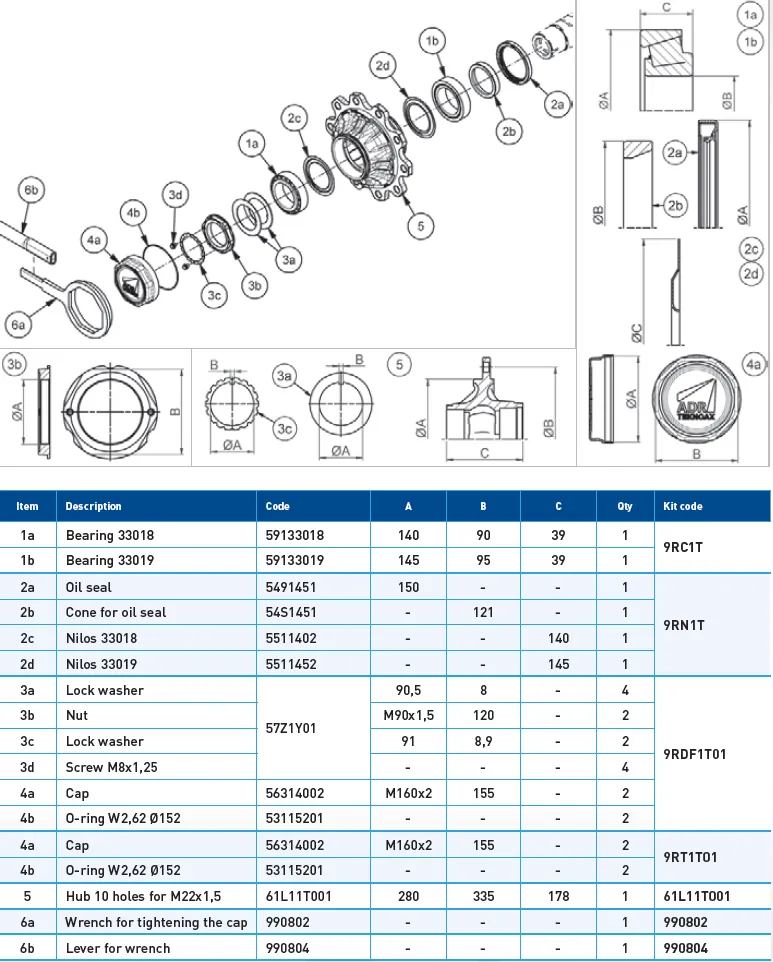 C
1a
1b
1b
2d
2a
ØA
ØB
2c
2b
1a
2a
6b
3d
5
2b
ØB
ØA
4b
4a
3a
2c
3b
2d
3c
ØC
6a
3b
ØA
B
B
3a
B
5
4a
3c
ØA
ØA
ØA
ØB
C
ØA
ADR
TEKNOAX
B
Item Description Code A B C Qty Kit code
1a Bearing 33018 59133018 140 90 39 1
9RC1T
1b Bearing 33019 59133019 145 95 39 1
2a Oil seal 5491451 150 - - 1
2b Cone for oil seal 54S1451 - 121 - 1
9RN1T
2c Nilos 33018 5511402 - - 140 1
2d Nilos 33019 5511452 - - 145 1
3a Lock washer 90,5 8 - 4
3b Nut M90x1,5 120 - 2
57Z1Y01
3c Lock washer 91 8,9 - 2
9RDF1T01
3d Screw M8x1,25 - - - 4
4a Cap 56314002 M160x2 155 - 2
4b O-ring W2,62 Ø152 53115201 - - - 2
4a Cap 56314002 M160x2 155 - 2
9RT1TO1
4b O-ring W2,62 Ø152 53115201 - - - 2
5 Hub 10 holes for M22x1,5 61L11T001 280 335 178 1 61L11TO01
6a Wrench for tightening the cap 990802 - - - 1 990802
6b Lever for wrench 990804 - - - 1 990804